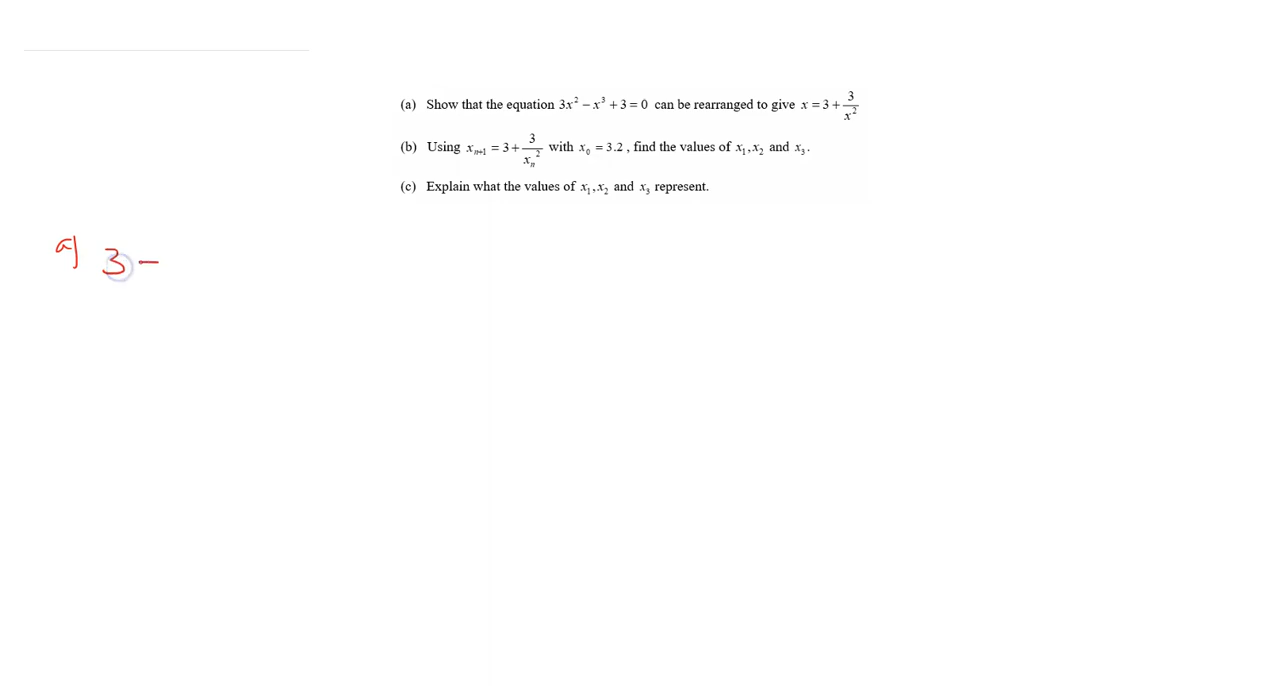 (a) Show that the equation 3x² − x³ + 3 = 0 can be rearranged to give x = 3 + 3/x²
(b) Using xₙ₊₁ = 3 + 3/xₙ² with x₀ = 3.2, find the values of x₁, x₂ and x₃.
(c) Explain what the values of x₁, x₂ and x₃ represent.
a) 3 −